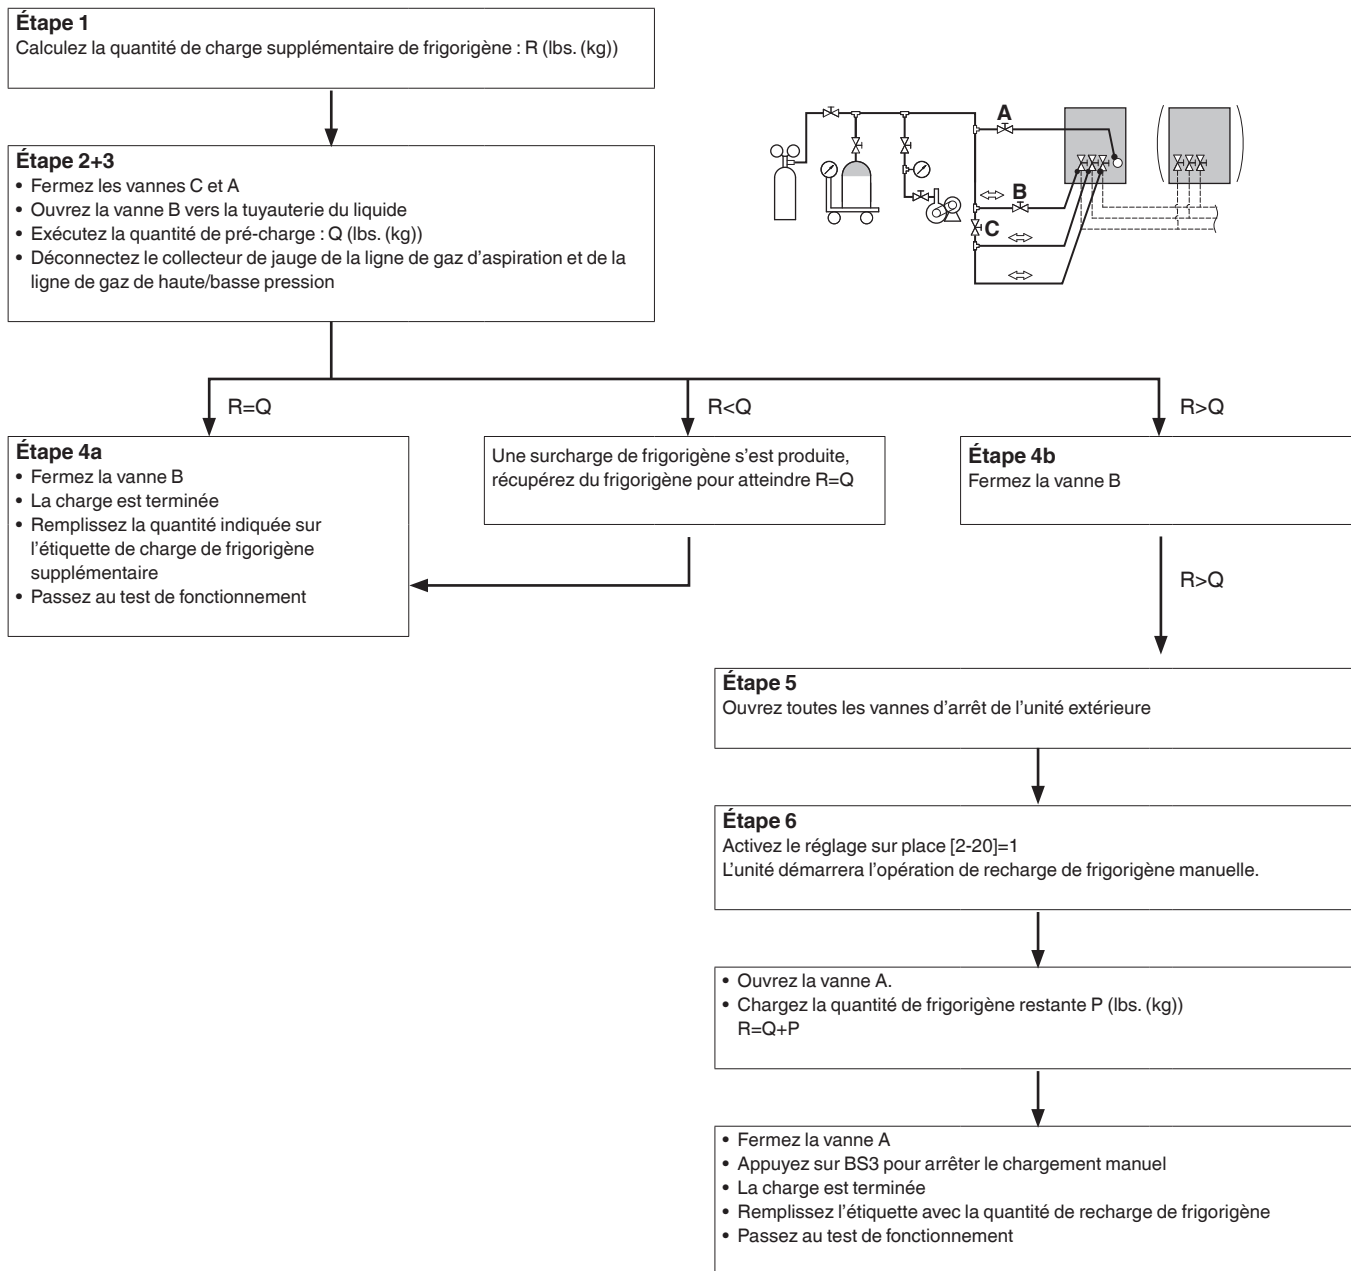 Étape 1
Calculez la quantité de charge supplémentaire de frigorigène : R (lbs. (kg))
Étape 2+3
• Fermez les vannes C et A
• Ouvrez la vanne B vers la tuyauterie du liquide
• Exécutez la quantité de pré-charge : Q (lbs. (kg))
• Déconnectez le collecteur de jauge de la ligne de gaz d’aspiration et de la
ligne de gaz de haute/basse pression
A
B
C
R=Q
R<Q
R>Q
Étape 4a
• Fermez la vanne B
• La charge est terminée
• Remplissez la quantité indiquée sur
l’étiquette de charge de frigorigène
supplémentaire
• Passez au test de fonctionnement
Une surcharge de frigorigène s’est produite,
récupérez du frigorigène pour atteindre R=Q
Étape 4b
Fermez la vanne B
R>Q
Étape 5
Ouvrez toutes les vannes d’arrêt de l’unité extérieure
Étape 6
Activez le réglage sur place [2-20]=1
L’unité démarrera l’opération de recharge de frigorigène manuelle.
• Ouvrez la vanne A.
• Chargez la quantité de frigorigène restante P (lbs. (kg))
R=Q+P
• Fermez la vanne A
• Appuyez sur BS3 pour arrêter le chargement manuel
• La charge est terminée
• Remplissez l’étiquette avec la quantité de recharge de frigorigène
• Passez au test de fonctionnement